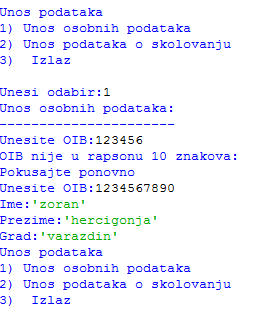 Unos podataka
1) Unos osobnih podataka
2) Unos podataka o skolovanju
3)  Izlaz
Unesi odabir:1
Unos osobnih podataka:
----------------------
Unesite OIB:123456
OIB nije u rapsonu 10 znakova:
Pokusajte ponovno
Unesite OIB:1234567890
Ime:'zoran'
Prezime:'hercigonja'
Grad:'varazdin'
Unos podataka
1) Unos osobnih podataka
2) Unos podataka o skolovanju
3)  Izlaz